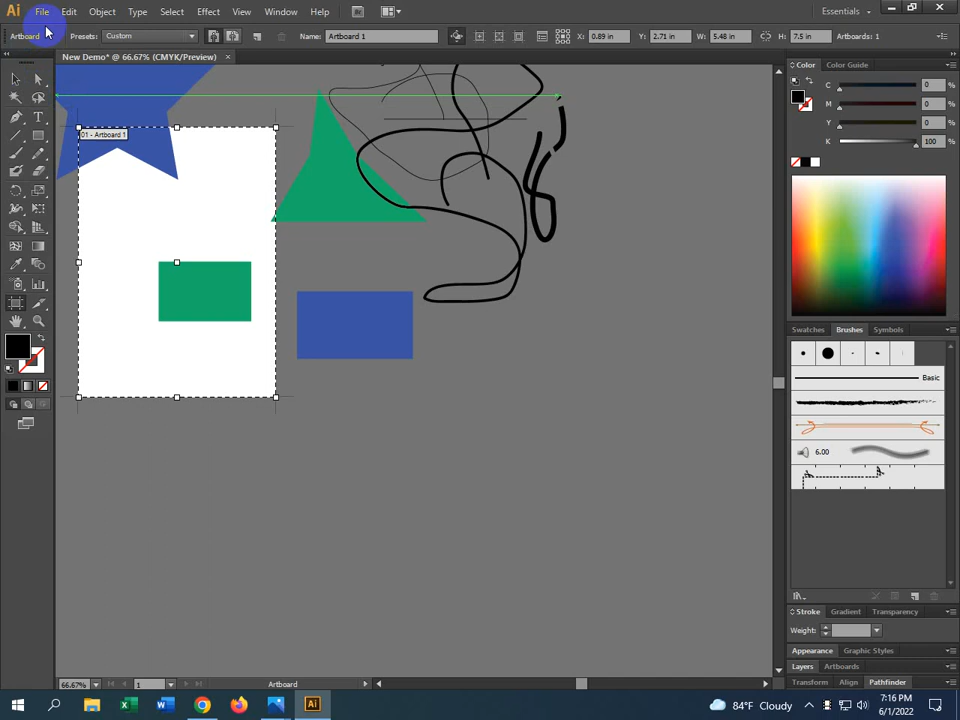 Ai File Edit Object Type Select Effect View Window Help Br Essentials
Artboard Presets: Custom Name: Artboard 1 X: 0.89 in Y: 2.71 in W: 5.48 in H: 7.5 in Artboards: 1
New Demo* @ 66.67% (CMYK/Preview) ×
Color Color Guide
C 0 %
M 0 %
Y 0 %
K 100 %
01 - Artboard 1
T
Swatches Brushes Symbols
Basic
6.00
Stroke Gradient Transparency
Weight:
Appearance Graphic Styles
Layers Artboards
Transform Align Pathfinder
66.67% 1 Artboard
Ai 84°F Cloudy 7:16 PM
6/1/2022